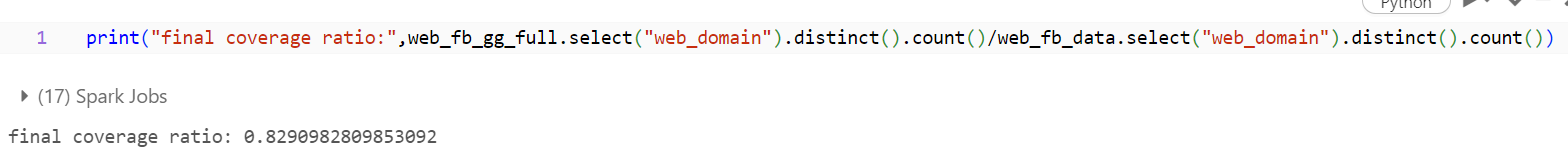 Python
1 print("final coverage ratio:",web_fb_gg_full.select("web_domain").distinct().count()/web_fb_data.select("web_domain").distinct().count())
(17) Spark Jobs
final coverage ratio: 0.8290982809853092